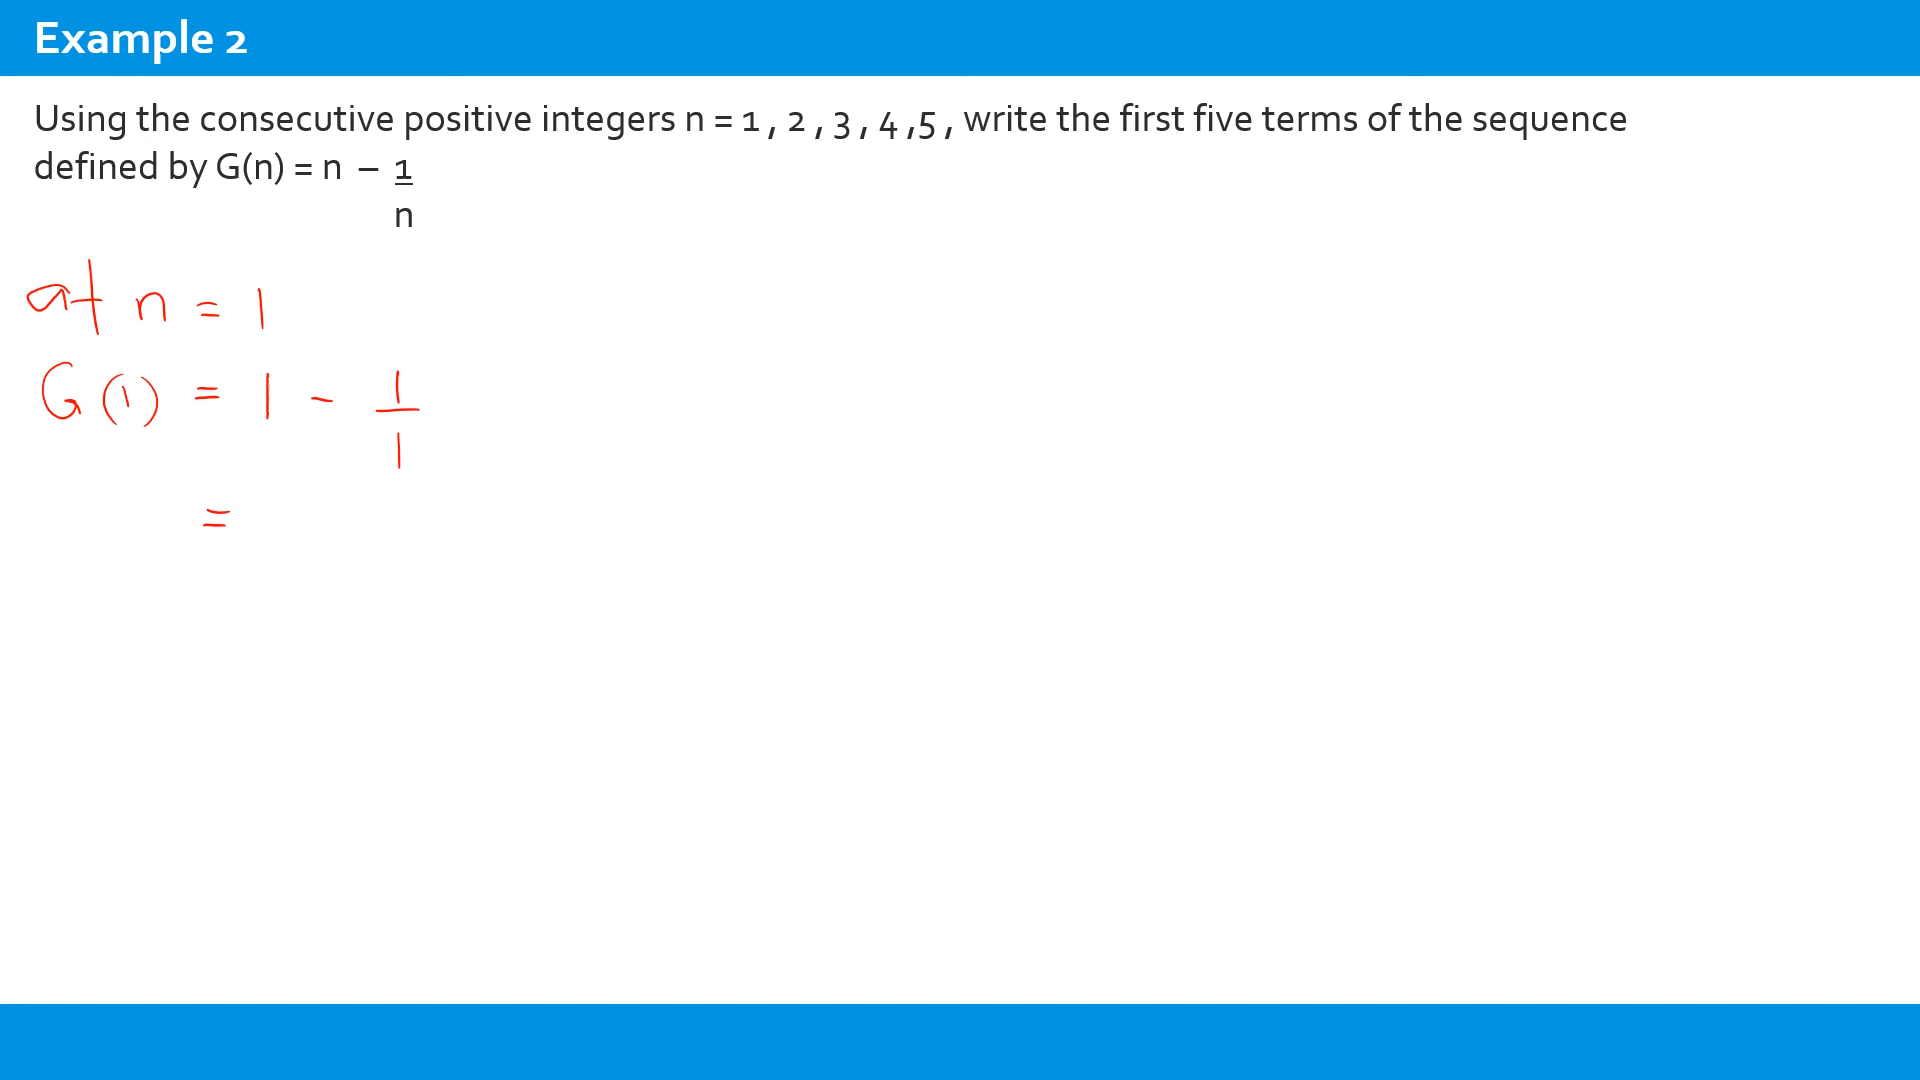 Example 2
Using the consecutive positive integers n = 1 , 2 , 3 , 4 ,5 , write the first five terms of the sequence
defined by G(n) = n – 1
n
at n = 1
G (1) = 1 - 1
1
=